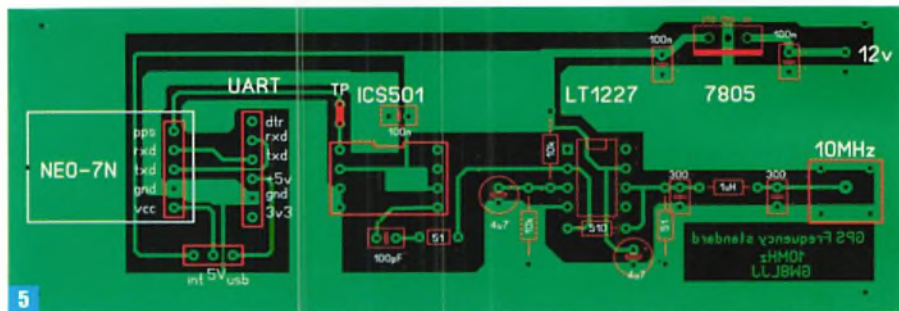 100n
100n
12v
UART
TP
ICS501
LT1227
7805
100n
pps
rxd
txd
gnd
vcc
NEO-7N
dtr
rxd
txd
+5v
gnd
3v3
10k
10MHz
300
1uH
300
4u7
10k
510
51
51
100pF
4u7
int
5V
usb
GPS Frequency standard
10MHz
GW8LJJ
5